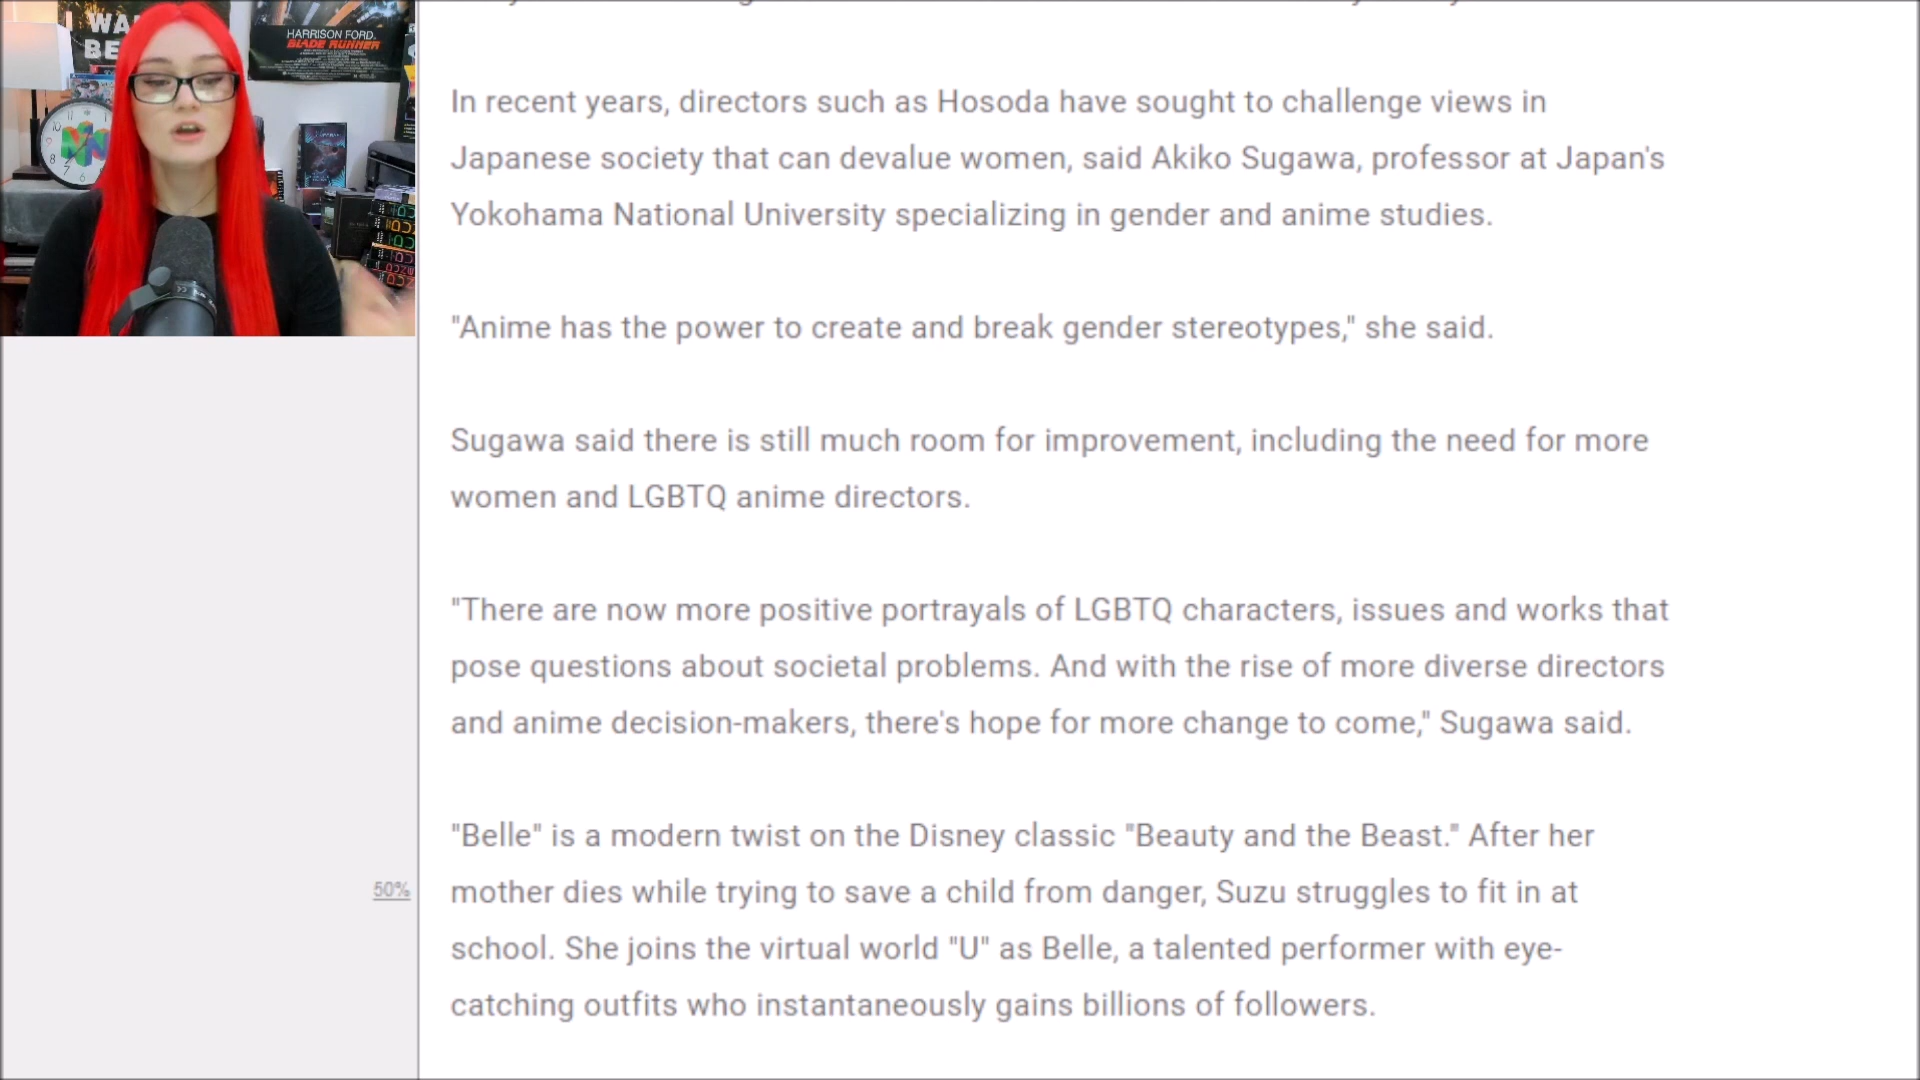 I WA
BE
HARRISON FORD.
BLADE RUNNER
In recent years, directors such as Hosoda have sought to challenge views in
Japanese society that can devalue women, said Akiko Sugawa, professor at Japan's
Yokohama National University specializing in gender and anime studies.
"Anime has the power to create and break gender stereotypes," she said.
Sugawa said there is still much room for improvement, including the need for more
women and LGBTQ anime directors.
"There are now more positive portrayals of LGBTQ characters, issues and works that
pose questions about societal problems. And with the rise of more diverse directors
and anime decision-makers, there's hope for more change to come," Sugawa said.
"Belle" is a modern twist on the Disney classic "Beauty and the Beast." After her
50%
mother dies while trying to save a child from danger, Suzu struggles to fit in at
school. She joins the virtual world "U" as Belle, a talented performer with eye-
catching outfits who instantaneously gains billions of followers.